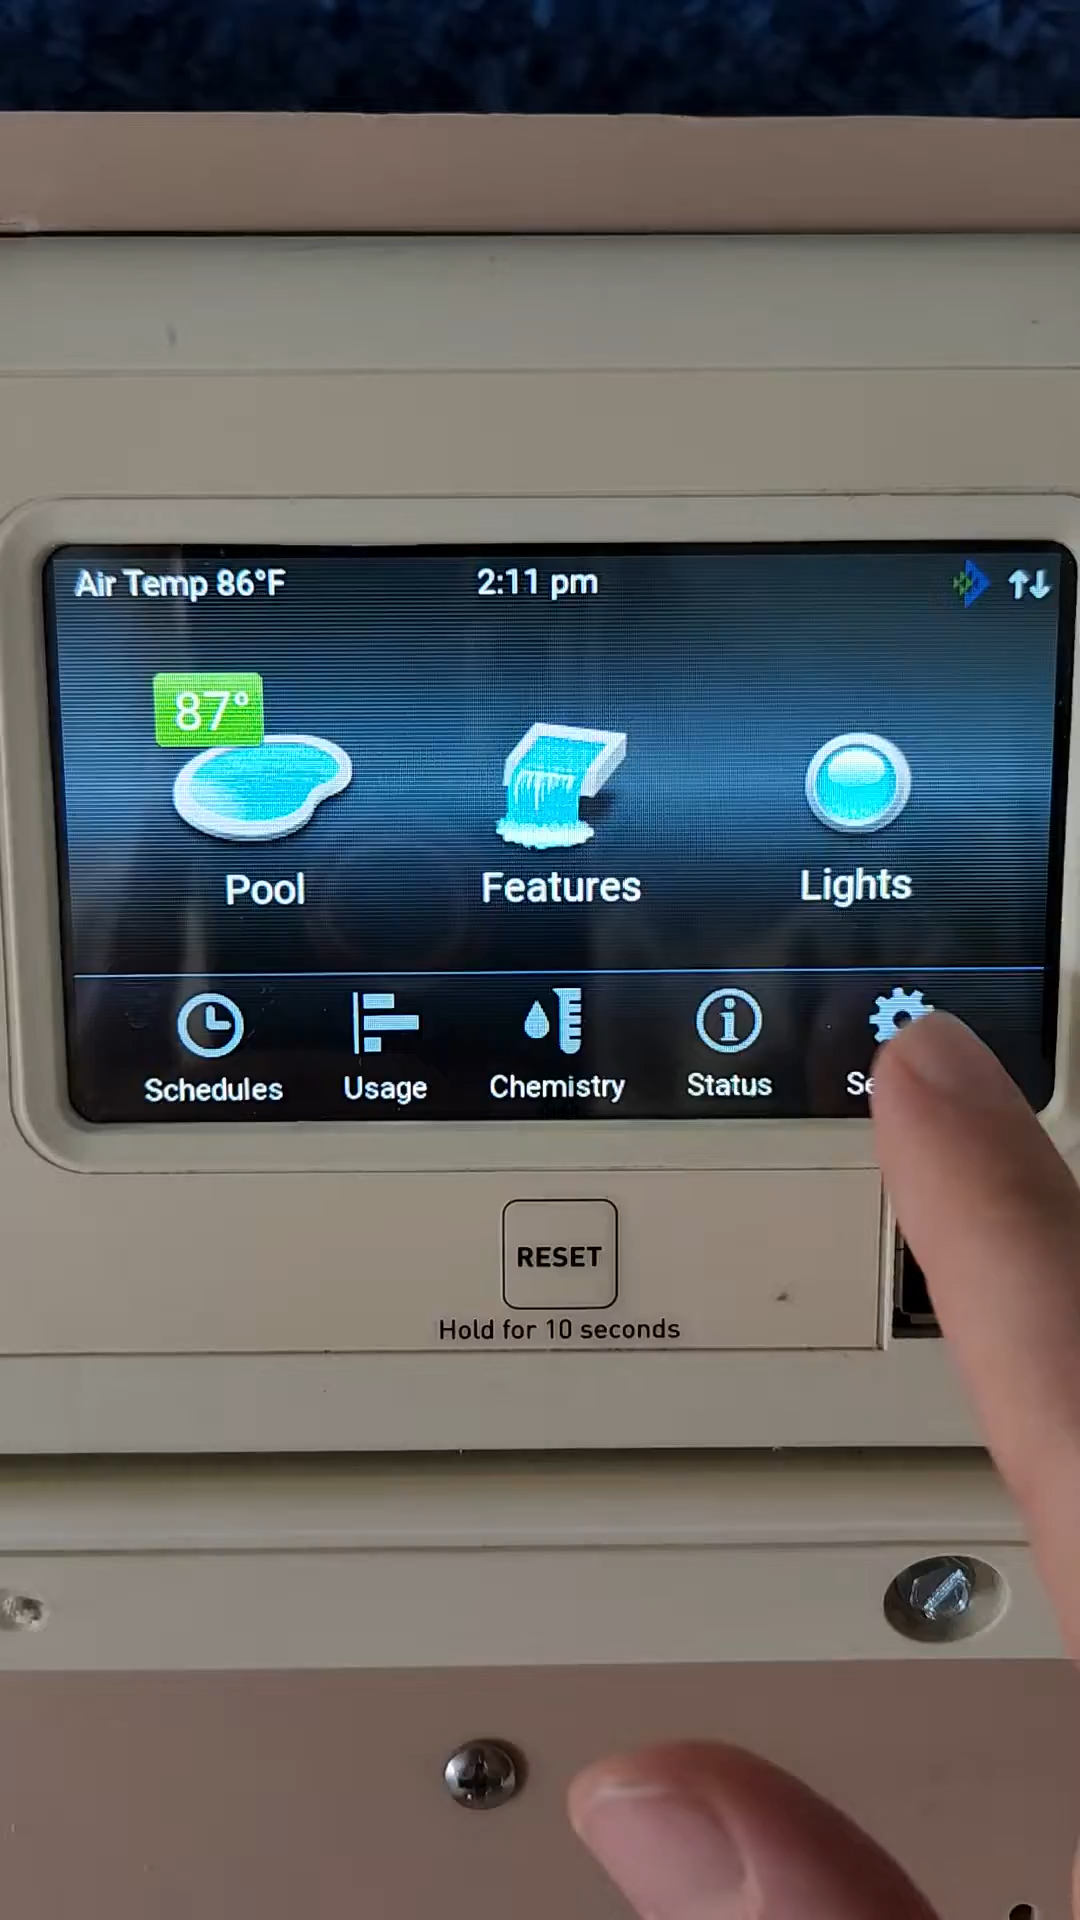 Air Temp 86°F
2:11 pm
87°
Pool
Features
Lights
Schedules
Usage
Chemistry
Status
RESET
Hold for 10 seconds